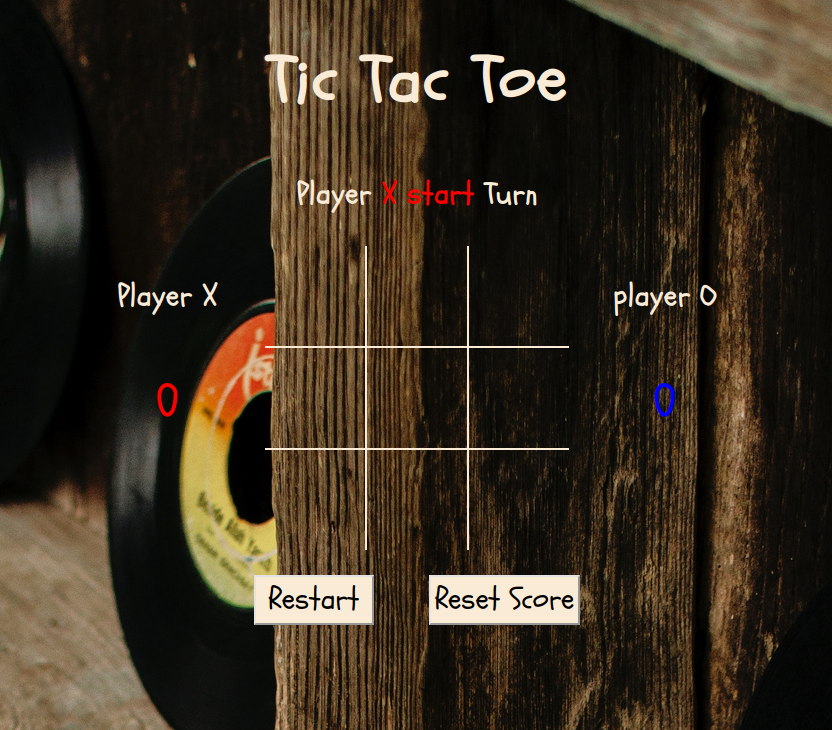 Tic Tac Toe
Player X start Turn
Player X
player O
0
0
Restart
Reset Score